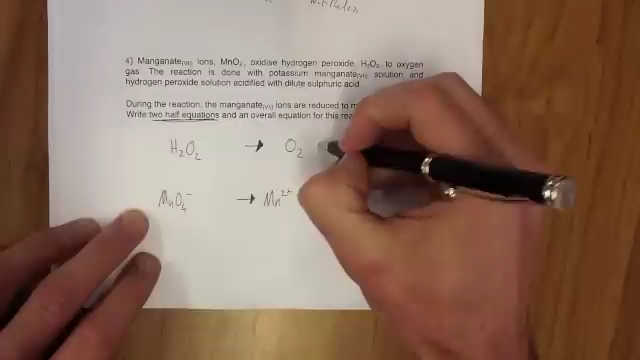 4) Manganate(VII) ions, MnO₄⁻, oxidise hydrogen peroxide, H₂O₂, to oxygen
gas. The reaction is done with potassium manganate(VII) solution and
hydrogen peroxide solution acidified with dilute sulphuric acid
During the reaction, the manganate(VII) ions are reduced to
Write two half equations and an overall equation for this
H₂O₂ → O₂
MnO₄⁻ → Mn²⁺